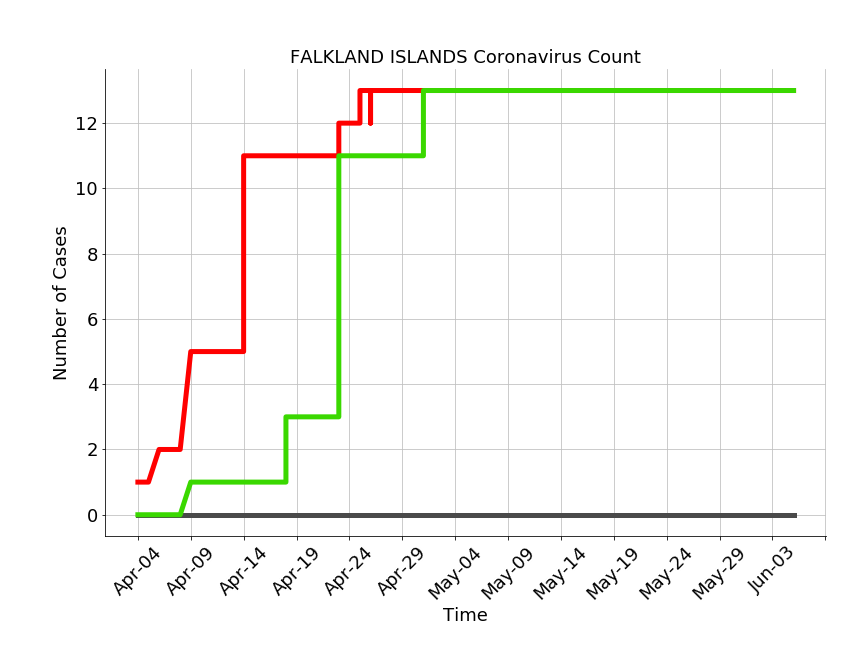 FALKLAND ISLANDS Coronavirus Count
Number of Cases
12
10
8
6
4
2
0
Apr-04
Apr-09
Apr-14
Apr-19
Apr-24
Apr-29
May-04
May-09
May-14
May-19
May-24
May-29
Jun-03
Time